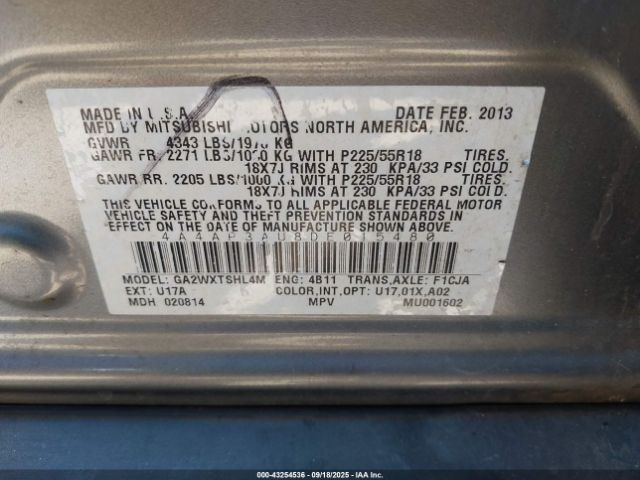 MADE IN U.S.A. DATE FEB. 2013
MFD BY MITSUBISHI MOTORS NORTH AMERICA, INC.
GVWR 4343 LBS/1970 KG
GAWR FR. 2271 LBS/1030 KG WITH P225/55R18 TIRES,
18X7J RIMS AT 230 KPA/33 PSI COLD.
GAWR RR. 2205 LBS/1000 KG WITH P225/55R18 TIRES,
18X7J RIMS AT 230 KPA/33 PSI COLD.
THIS VEHICLE CONFORMS TO ALL APPLICABLE FEDERAL MOTOR
VEHICLE SAFETY AND THEFT PREVENTION STANDARDS IN
EFFECT ON THE DATE OF MANUFACTURE SHOWN ABOVE.
4A4AP3AU8DE015480
MODEL: GA2WXTSHL4M ENG: 4B11 TRANS,AXLE: F1CJA
EXT: U17A COLOR,INT,OPT: U17,01X,A02
MDH 020814 MPV MU001602
000-43254536 - 09/18/2025 - www.iaai.com